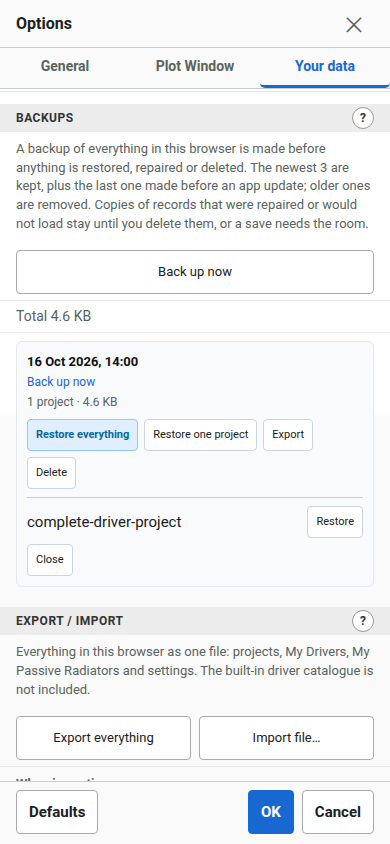 Options
General
Plot Window
Your data
BACKUPS
?
A backup of everything in this browser is made before
anything is restored, repaired or deleted. The newest 3 are
kept, plus the last one made before an app update; older ones
are removed. Copies of records that were repaired or would
not load stay until you delete them, or a save needs the room.
Back up now
Total 4.6 KB
16 Oct 2026, 14:00
Back up now
1 project · 4.6 KB
Restore everything
Restore one project
Export
Delete
complete-driver-project
Restore
Close
EXPORT / IMPORT
?
Everything in this browser as one file: projects, My Drivers, My
Passive Radiators and settings. The built-in driver catalogue is
not included.
Export everything
Import file…
Defaults
OK
Cancel